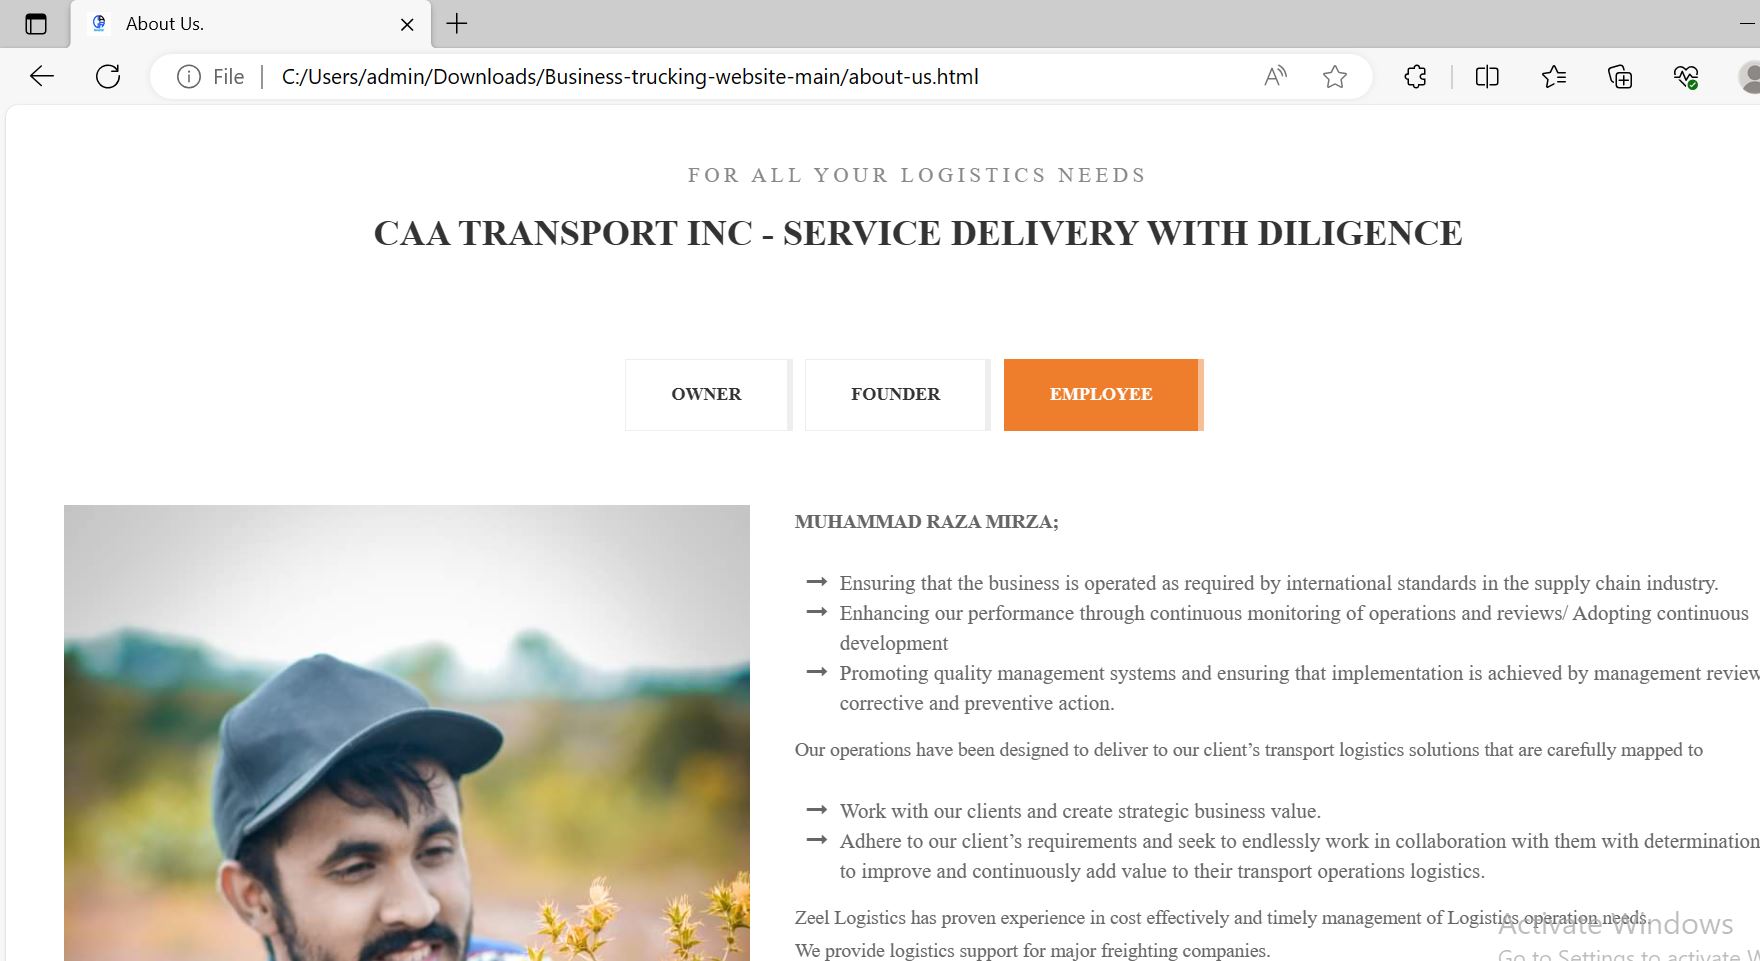 About Us.
File
C:/Users/admin/Downloads/Business-trucking-website-main/about-us.html
FOR ALL YOUR LOGISTICS NEEDS
CAA TRANSPORT INC - SERVICE DELIVERY WITH DILIGENCE
OWNER
FOUNDER
EMPLOYEE
MUHAMMAD RAZA MIRZA;
Ensuring that the business is operated as required by international standards in the supply chain industry.
Enhancing our performance through continuous monitoring of operations and reviews/ Adopting continuous
development
Promoting quality management systems and ensuring that implementation is achieved by management review
corrective and preventive action.
Our operations have been designed to deliver to our client’s transport logistics solutions that are carefully mapped to
Work with our clients and create strategic business value.
Adhere to our client’s requirements and seek to endlessly work in collaboration with them with determination
to improve and continuously add value to their transport operations logistics.
Zeel Logistics has proven experience in cost effectively and timely management of Logistics operation needs.
Activate Windows
We provide logistics support for major freighting companies.
Go to Settings to activate W